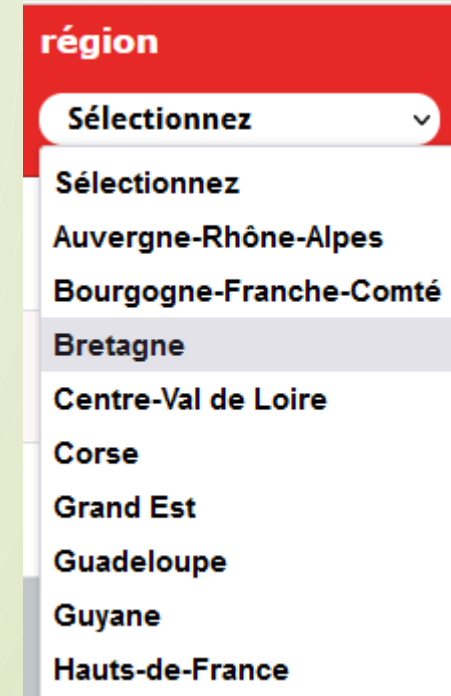 région
Sélectionnez
Sélectionnez
Auvergne-Rhône-Alpes
Bourgogne-Franche-Comté
Bretagne
Centre-Val de Loire
Corse
Grand Est
Guadeloupe
Guyane
Hauts-de-France